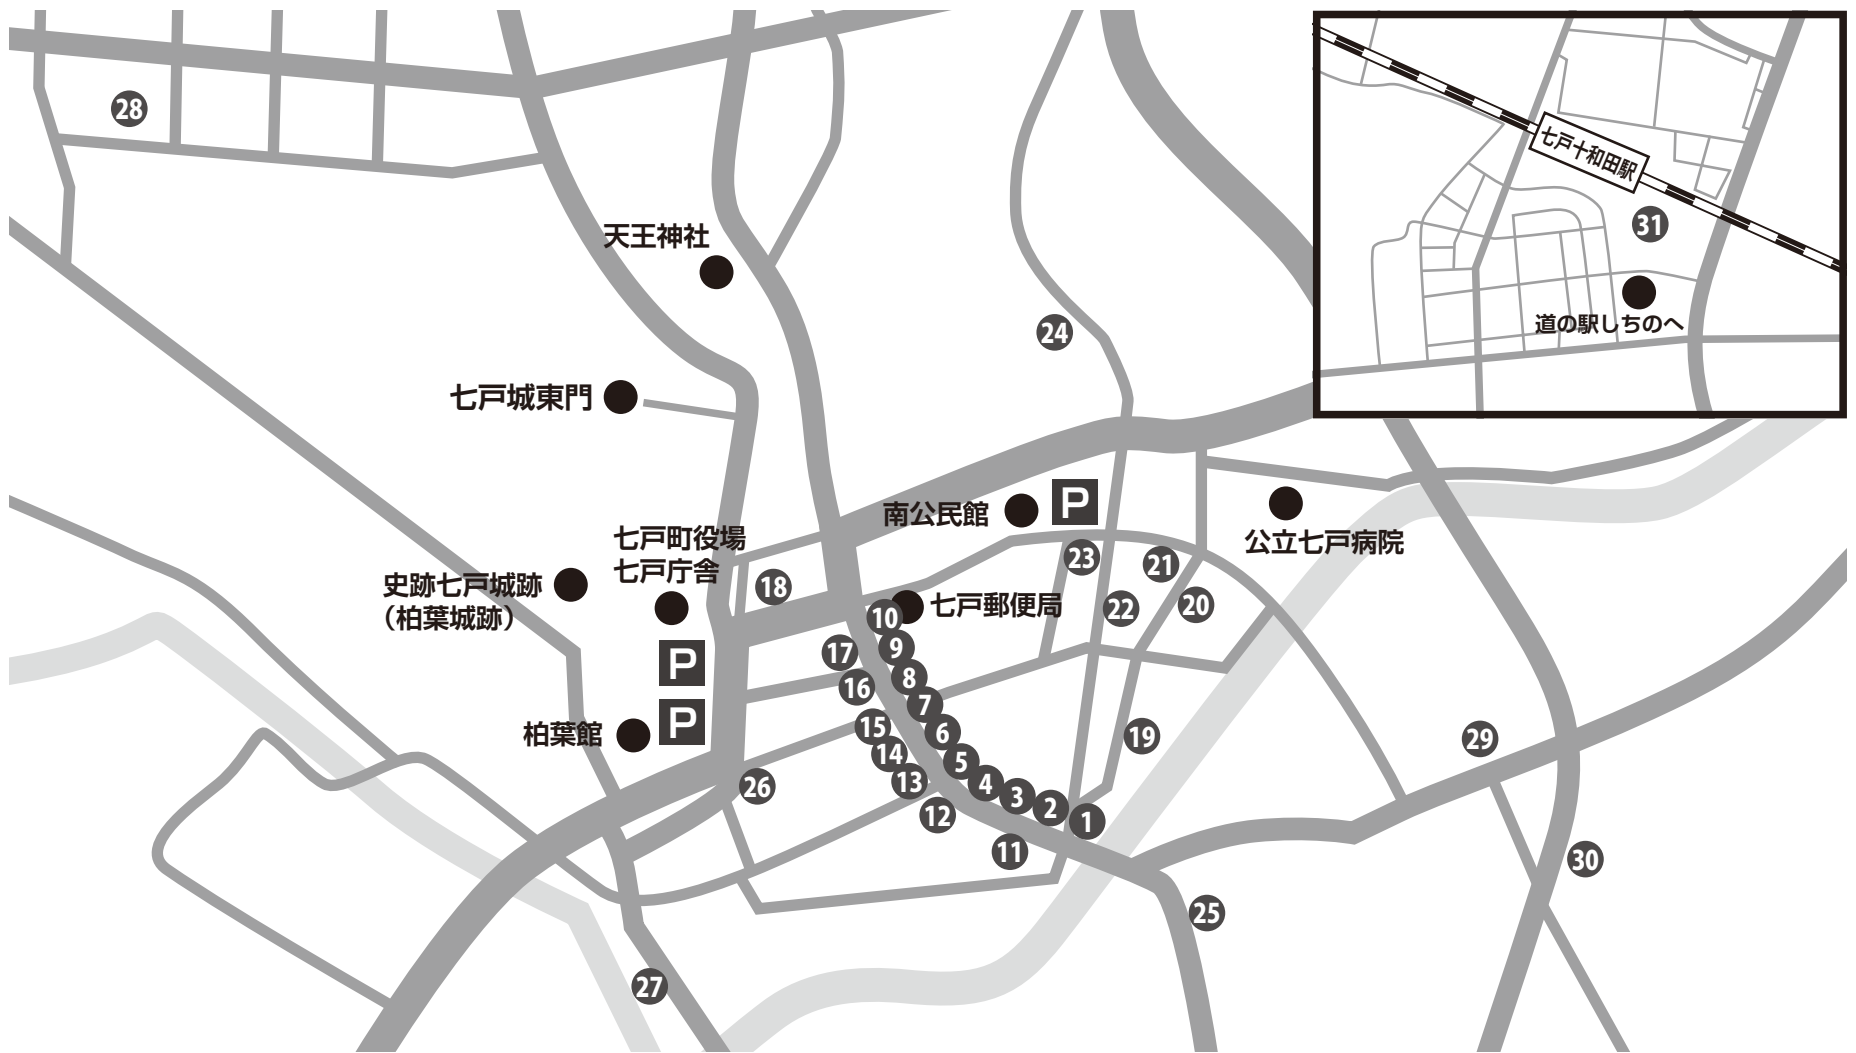 28
天王神社
24
七戸十和田駅
31
道の駅しちのへ
七戸城東門
南公民館
P
公立七戸病院
七戸町役場
七戸庁舎
史跡七戸城跡
（柏葉城跡）
18
23
21
22
20
七戸郵便局
10
9
8
7
6
5
4
3
2
1
17
16
15
14
13
12
11
P
P
柏葉館
26
19
29
30
25
27